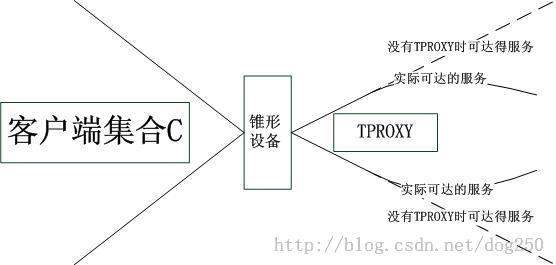 没有TPROXY时可达得服务
实际可达的服务
客户端集合C
锥形
设备
TPROXY
实际可达的服务
没有TPROXY时可达得服务
http://blog.csdn.net/dog250